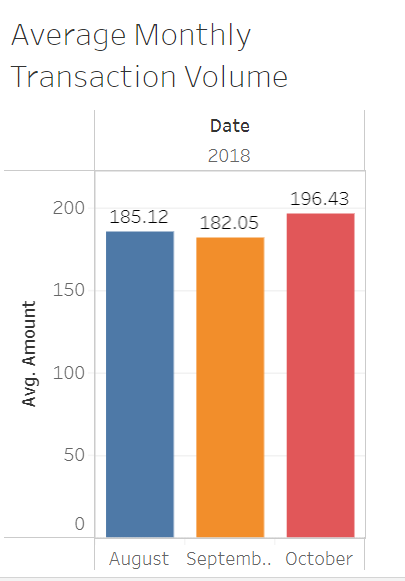 Average Monthly
Transaction Volume
Date
2018
Avg. Amount
200
150
100
50
0
185.12
182.05
196.43
August
Septemb..
October